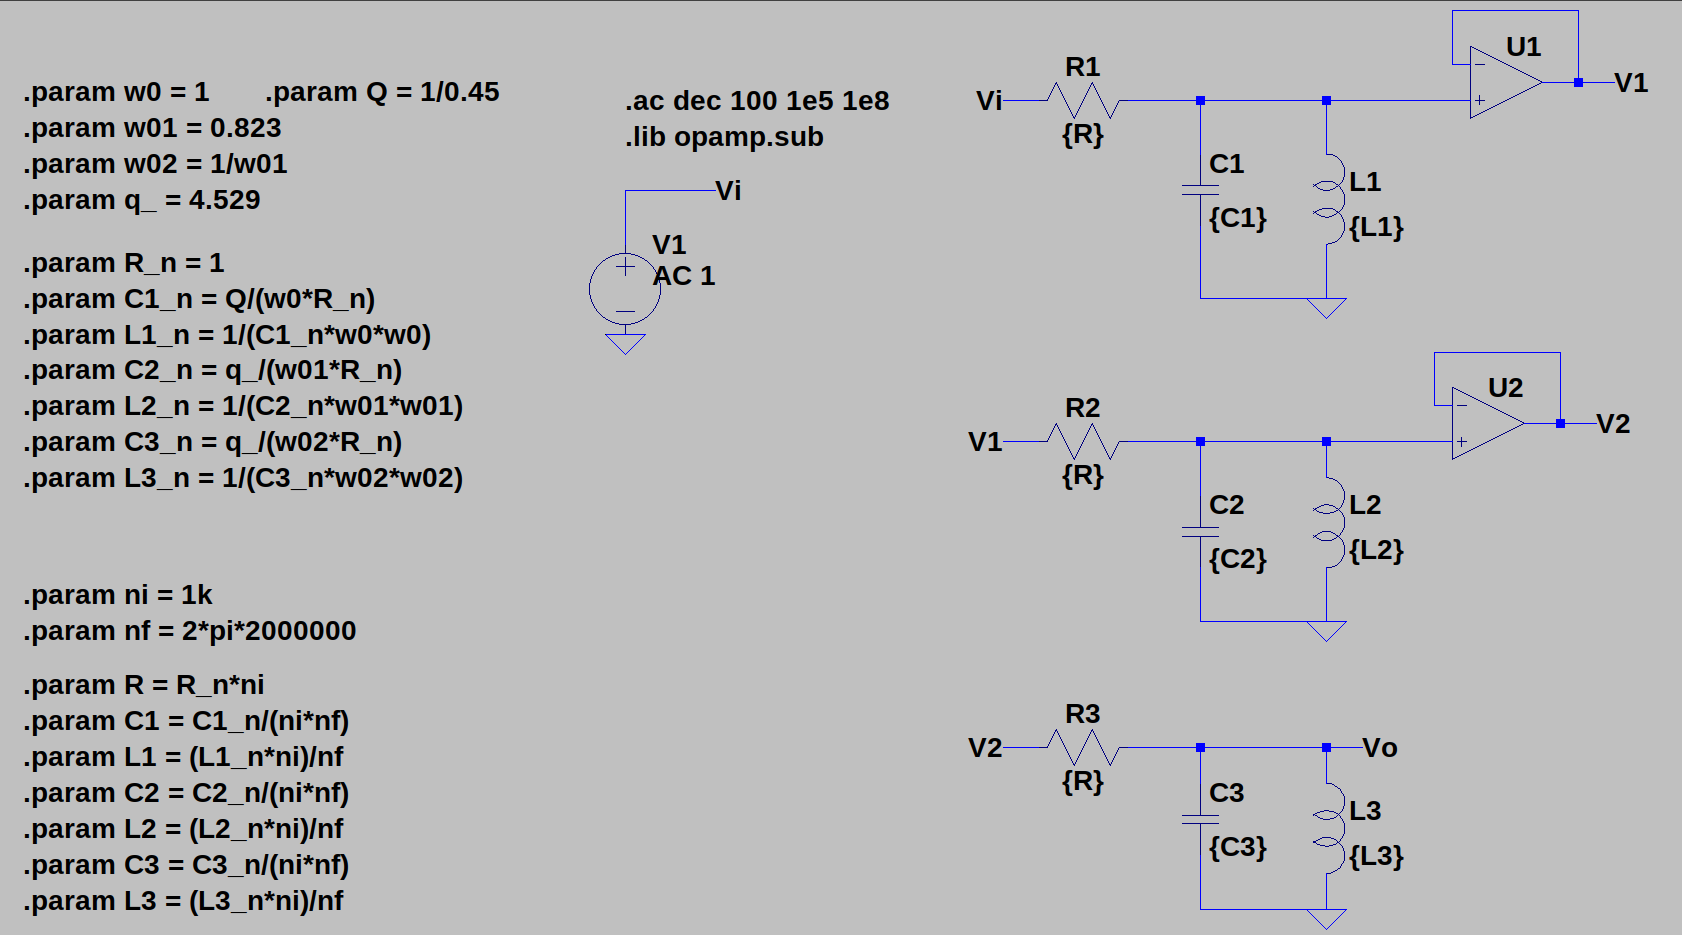 .param w0 = 1
.param Q = 1/0.45
.param w01 = 0.823
.param w02 = 1/w01
.param q_ = 4.529
.param R_n = 1
.param C1_n = Q/(w0*R_n)
.param L1_n = 1/(C1_n*w0*w0)
.param C2_n = q_/(w01*R_n)
.param L2_n = 1/(C2_n*w01*w01)
.param C3_n = q_/(w02*R_n)
.param L3_n = 1/(C3_n*w02*w02)
.param ni = 1k
.param nf = 2*pi*2000000
.param R = R_n*ni
.param C1 = C1_n/(ni*nf)
.param L1 = (L1_n*ni)/nf
.param C2 = C2_n/(ni*nf)
.param L2 = (L2_n*ni)/nf
.param C3 = C3_n/(ni*nf)
.param L3 = (L3_n*ni)/nf
.ac dec 100 1e5 1e8
.lib opamp.sub
Vi
V1
AC 1
R1
U1
Vi
V1
{R}
C1
L1
{C1}
{L1}
R2
U2
V1
V2
{R}
C2
L2
{C2}
{L2}
R3
V2
Vo
{R}
C3
L3
{C3}
{L3}